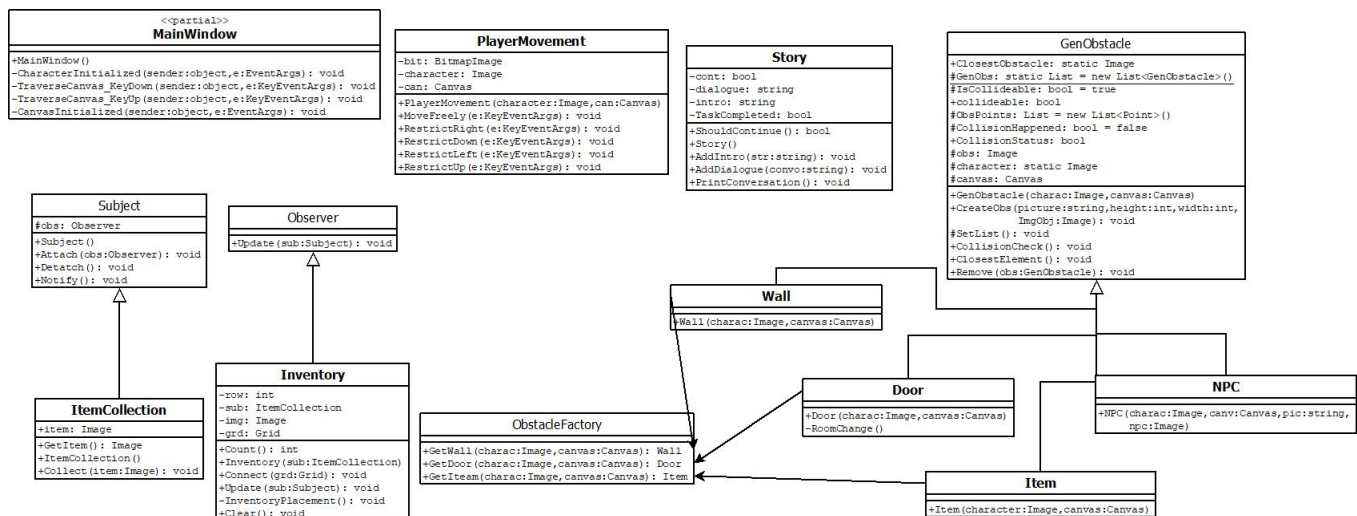 <<partial>>
MainWindow
+MainWindow()
-CharacterInitialized(sender:object,e:EventArgs): void
-TraverseCanvas_KeyDown(sender:object,e:KeyEventArgs): void
-TraverseCanvas_KeyUp(sender:object,e:KeyEventArgs): void
-CanvasInitialized(sender:object,e:EventArgs): void
PlayerMovement
-bit: BitmapImage
-character: Image
-can: Canvas
+PlayerMovement(character:Image,can:Canvas)
+MoveFreely(e:KeyEventArgs): void
+RestrictRight(e:KeyEventArgs): void
+RestrictDown(e:KeyEventArgs): void
+RestrictLeft(e:KeyEventArgs): void
+RestrictUp(e:KeyEventArgs): void
Story
-cont: bool
-dialogue: string
-intro: string
-TaskCompleted: bool
+ShouldContinue(): bool
+Story()
+AddIntro(str:string): void
+AddDialogue(convo:string): void
+PrintConversation(): void
GenObstacle
+ClosestObstacle: static Image
#GenObs: static List = new List<GenObstacle>()
#IsCollideable: bool = true
+collideable: bool
#ObsPoints: List = new List<Point>()
#CollisionHappened: bool = false
+CollisionStatus: bool
#obs: Image
#character: static Image
#canvas: Canvas
+GenObstacle(charac:Image,canvas:Canvas)
+CreateObs(picture:string,height:int,width:int,
ImgObj:Image): void
#SetList(): void
+CollisionCheck(): void
+ClosestElement(): void
+Remove(obs:GenObstacle): void
Subject
#obs: Observer
+Subject()
+Attach(obs:Observer): void
+Detatch(): void
+Notify(): void
Observer
+Update(sub:Subject): void
Wall
+Wall(charac:Image,canvas:Canvas)
ItemCollection
+item: Image
+GetItem(): Image
+ItemCollection()
+Collect(item:Image): void
Inventory
-row: int
-sub: ItemCollection
-img: Image
-grd: Grid
+Count(): int
+Inventory(sub:ItemCollection)
+Connect(grd:Grid): void
+Update(sub:Subject): void
-InventoryPlacement(): void
+Clear(): void
ObstacleFactory
+GetWall(charac:Image,canvas:Canvas): Wall
+GetDoor(charac:Image,canvas:Canvas): Door
+GetIteam(charac:Image,canvas:Canvas): Item
Door
+Door(charac:Image,canvas:Canvas)
-RoomChange()
NPC
+NPC(charac:Image,canv:Canvas,pic:string,
npc:Image)
Item
+Item(character:Image,canvas:Canvas)